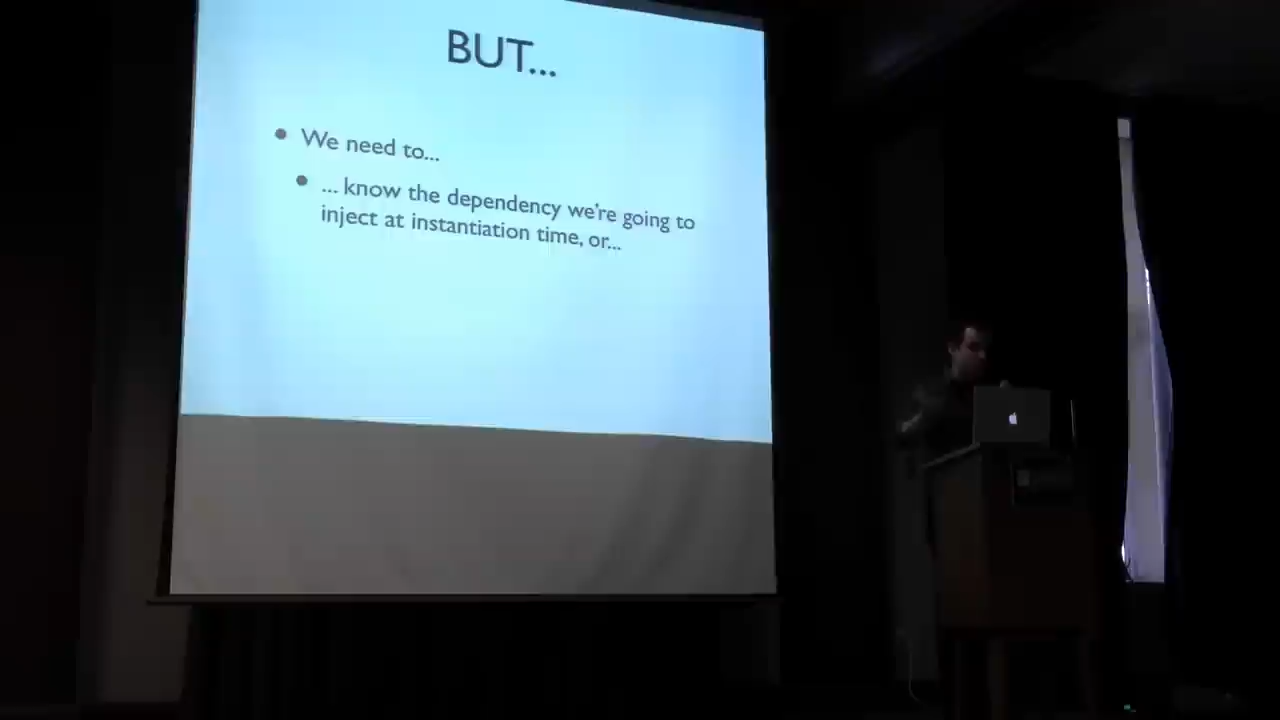 BUT...
We need to...
... know the dependency we're going to
inject at instantiation time, or...